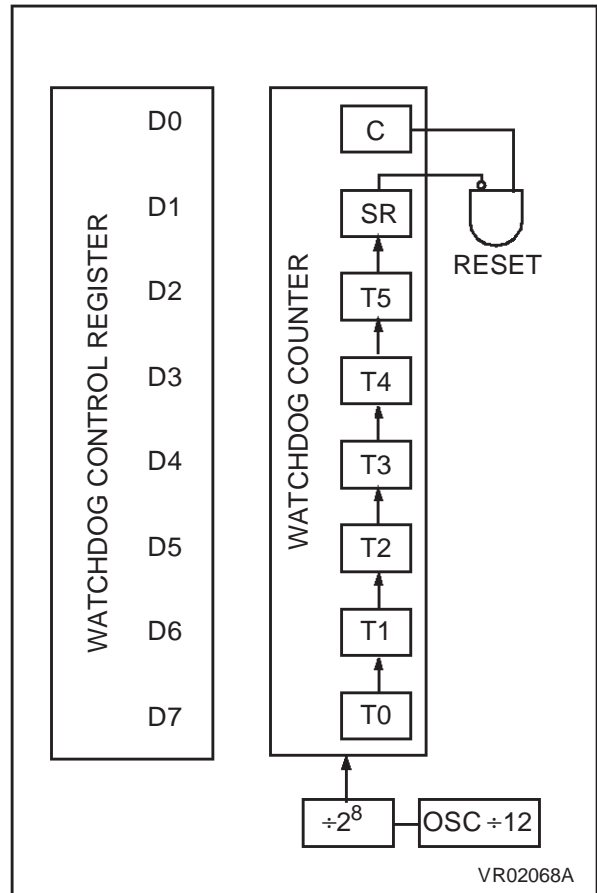 WATCHDOG CONTROL REGISTER
D0
D1
D2
D3
D4
D5
D6
D7
WATCHDOG COUNTER
C
SR
T5
T4
T3
T2
T1
T0
RESET
÷2⁸
OSC ÷12
VR02068A